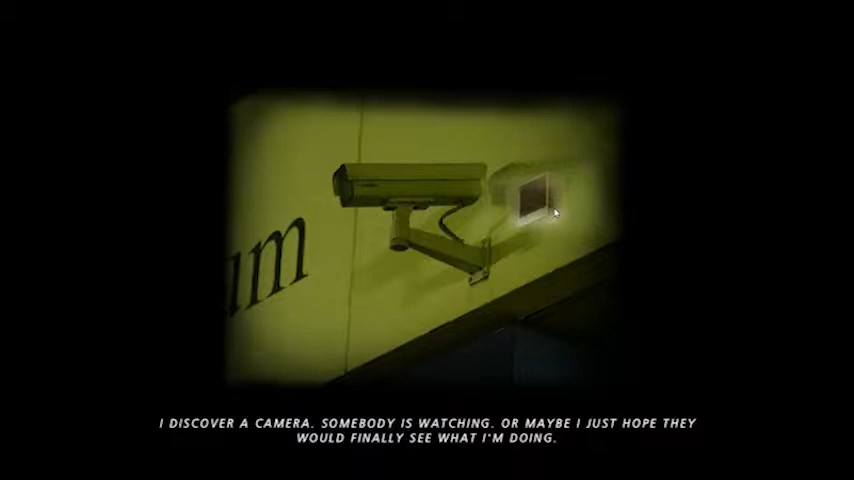 um
I DISCOVER A CAMERA. SOMEBODY IS WATCHING. OR MAYBE I JUST HOPE THEY
WOULD FINALLY SEE WHAT I'M DOING.